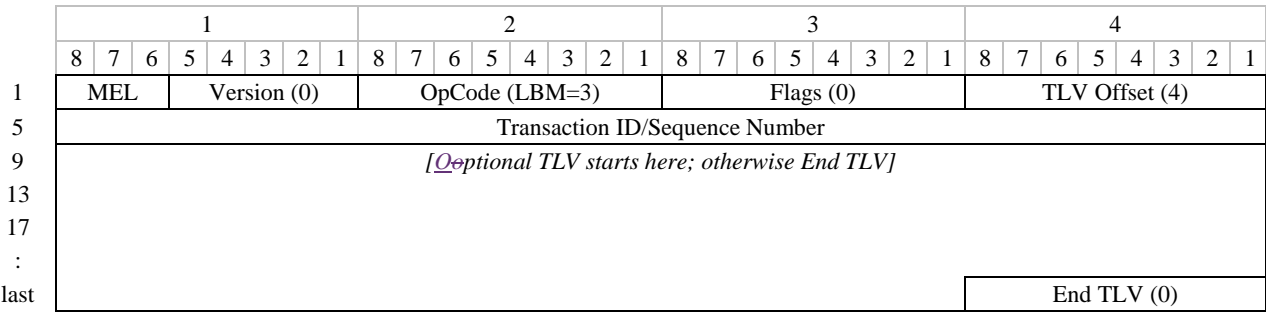 1 2 3 4
8 7 6 5 4 3 2 1 8 7 6 5 4 3 2 1 8 7 6 5 4 3 2 1 8 7 6 5 4 3 2 1
1 MEL Version (0) OpCode (LBM=3) Flags (0) TLV Offset (4)
5 Transaction ID/Sequence Number
9 [Ooptional TLV starts here; otherwise End TLV]
13
17
:
last End TLV (0)